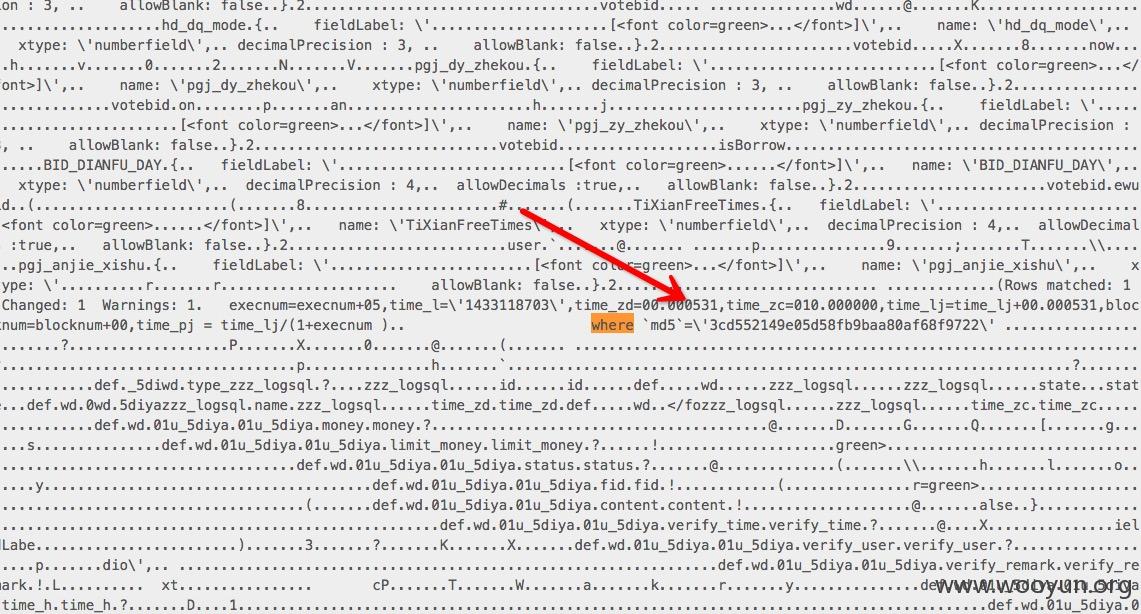 on : 3, ..    allowBlank: false..}.2...................................votebid....................... wd......@.......K................
...................hd_dq_mode.{..    fieldLabel: \'.....................[<font color=green>...</font>]\',..    name: \'hd_dq_mode\',..
xtype: \'numberfield\',.. decimalPrecision : 3, ..    allowBlank: false..}.2.......................votebid.....X.......8.......now...
.h......v.......0.......2......N.......V.......pgj_dy_zhekou.{..    fieldLabel: \'...........................[<font color=green>...</
font>]\',..    name: \'pgj_dy_zhekou\',..    xtype: \'numberfield\',.. decimalPrecision : 3, ..    allowBlank: false..}.2...........
.............votebid.on........p.......an......................h.......j.......................pgj_zy_zhekou.{..    fieldLabel: \'.....
.....................[<font color=green>...</font>]\',..    name: \'pgj_zy_zhekou\',..    xtype: \'numberfield\',.. decimalPrecision :
3, ..    allowBlank: false..}.2.............................votebid...................isBorrow.......................................
......BID_DIANFU_DAY.{..    fieldLabel: \'...........................[<font color=green>......</font>]\',..    name: \'BID_DIANFU_DAY\',..
xtype: \'numberfield\',..  decimalPrecision : 4,..  allowDecimals :true,..   allowBlank: false..}.2.......................votebid.ewu
d..(.......................(.......8.......................#.......(.......TiXianFreeTimes.{..   fieldLabel: \'........................
<font color=green>......</font>]\',..    name: \'TiXianFreeTimes\',..   xtype: \'numberfield\',..  decimalPrecision : 4,..  allowDecimal
:true,..  allowBlank: false..}.2..........................user.`.......@....... .......p...............9.......;.......T.......\\.....
..pgj_anjie_xishu.{..    fieldLabel: \'........................[<font color=green>...</font>]\',..    name: \'pgj_anjie_xishu\',..    x
ype: \'................r.......r                         allowBlank: false..}.2............................................(Rows matched: 1
Changed: 1  Warnings: 1.   execnum=execnum+05,time_l=\'1433118703\',time_zd=00.000531,time_zc=010.000000,time_lj=time_lj+00.000531,bloc
knum=blocknum+00,time_pj = time_lj/(1+execnum )..                      where `md5`=\'3cd552149e05d58fb9baa80af68f9722\' ................
.......?...................P.......X.......0.......@.......(....... ...................................................................
...................................p...............h.......`...................................................................?.......
...........def._5diwd.type_zzz_logsql.?....zzz_logsql......id......id......def.....wd......zzz_logsql......zzz_logsql......state...stat
e...def.wd.0wd.5diyazzz_logsql.name.zzz_logsql......time_zd.time_zd.def.....wd..</fozzz_logsql......zzz_logsql......time_zc.time_zc.....
...........def.wd.01u_5diya.01u_5diya.money.money.?........................................@.......D.......G.......Q.......[.......g...
....s...............def.wd.01u_5diya.01u_5diya.limit_money.limit_money.?......!.....................green>..............................
...................................def.wd.01u_5diya.01u_5diya.status.status.?.......@..............(.......\\.......h.......l.......o..
....y.......................................def.wd.01u_5diya.01u_5diya.fid.fid.!............(...............r=green>...................
....................................(.......def.wd.01u_5diya.01u_5diya.content.content.!....................@.......alse..}............
....................................................def.wd.01u_5diya.01u_5diya.verify_time.verify_time.?.......@....X...............iel
dLabe........................).......3.......?.......K.......X.......def.wd.01u_5diya.01u_5diya.verify_user.verify_user.?...............
....p.......dio\',.. .................................................................def.wd.01u_5diya.01u_5diya.verify_remark.verify_re
mark.!.L............xt.......................cP.......T.......W.......a.......k.......r.......y...............def.wd.01u_5diya.01u_5diya
time_h.time_h.?.......D....1.........................................................................................def.wd.01u_5diya.0
www.wooyun.org